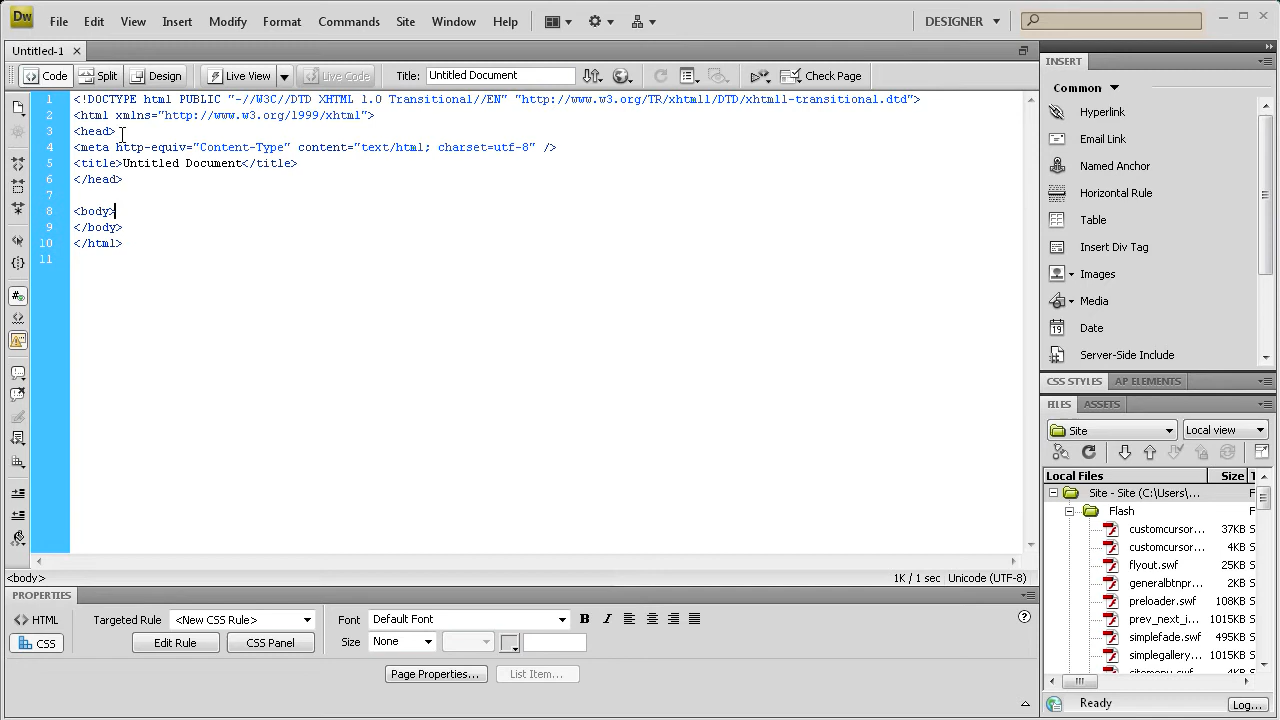 Dw File Edit View Insert Modify Format Commands Site Window Help DESIGNER
Untitled-1
Code Split Design Live View Live Code Title: Untitled Document Check Page
1 <!DOCTYPE html PUBLIC "-//W3C//DTD XHTML 1.0 Transitional//EN" "http://www.w3.org/TR/xhtml1/DTD/xhtml1-transitional.dtd">
2 <html xmlns="http://www.w3.org/1999/xhtml">
3 <head>
4 <meta http-equiv="Content-Type" content="text/html; charset=utf-8" />
5 <title>Untitled Document</title>
6 </head>
7
8 <body>
9 </body>
10 </html>
11
<body> 1K / 1 sec Unicode (UTF-8)
PROPERTIES
HTML Targeted Rule <New CSS Rule> Font Default Font B I
CSS Edit Rule CSS Panel Size None
Page Properties... List Item...
INSERT
Common
Hyperlink
Email Link
Named Anchor
Horizontal Rule
Table
Insert Div Tag
Images
Media
19 Date
Server-Side Include
CSS STYLES AP ELEMENTS
FILES ASSETS
Site Local view
Local Files Size T
Site - Site (C:\Users\... F
Flash F
customcursor... 37KB S
customcursor... 4KB S
flyout.swf 25KB S
generalbtnpr... 2KB S
preloader.swf 108KB S
prev_next_i... 1015KB S
simplefade.swf 495KB S
simplegallery... 1015KB S
Ready Log...